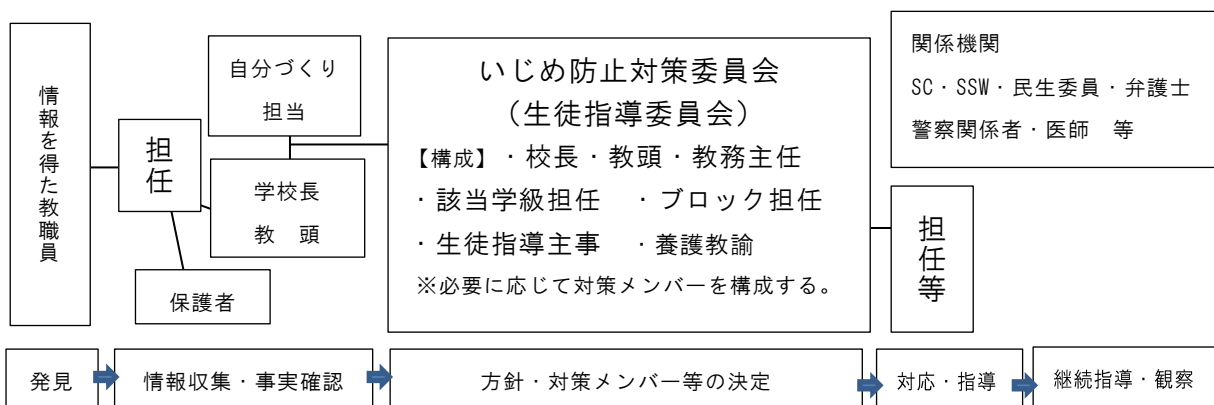 情報を得た教職員
担任
自分づくり
担当
学校長
教　頭
保護者
いじめ防止対策委員会
（生徒指導委員会）
【構成】・校長・教頭・教務主任
・該当学級担任　・ブロック担任
・生徒指導主事　・養護教諭
※必要に応じて対策メンバーを構成する。
関係機関
SC・SSW・民生委員・弁護士
警察関係者・医師　等
担任等
発見
情報収集・事実確認
方針・対策メンバー等の決定
対応・指導
継続指導・観察